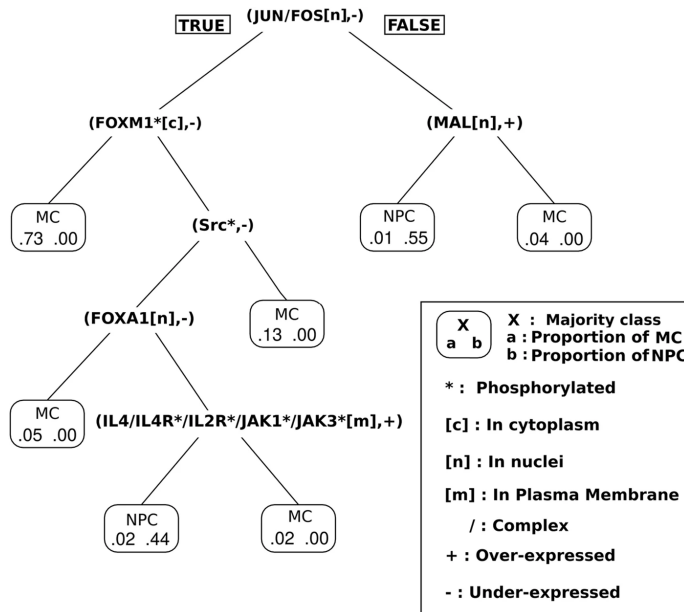 (JUN/FOS[n],-)
TRUE
FALSE
(FOXM1*[c],-)
(MAL[n],+)
MC
.73 .00
(Src*,-)
NPC
.01 .55
MC
.04 .00
(FOXA1[n],-)
MC
.13 .00
MC
.05 .00
(IL4/IL4R*/IL2R*/JAK1*/JAK3*[m],+)
NPC
.02 .44
MC
.02 .00
X
a b
X : Majority class
a : Proportion of MC
b : Proportion of NPC
* : Phosphorylated
[c] : In cytoplasm
[n] : In nuclei
[m] : In Plasma Membrane
/ : Complex
+ : Over-expressed
- : Under-expressed